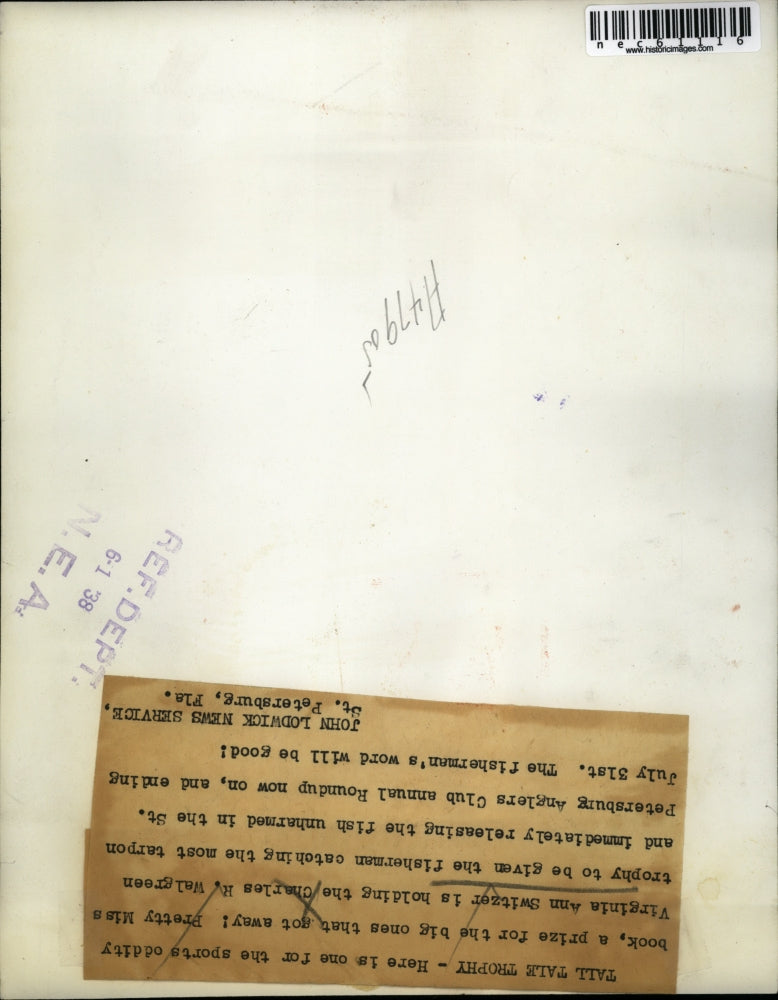 nec61116
www.historicimages.com
REF. DEPT.
6-1 '38
N.E.A.
TALL TALE TROPHY - Here is one for the sports oddity
book, a prize for the big ones that got away! Pretty Miss
Virginia Ann Switzer is holding the Charles R. Walgreen
trophy to be given the fisherman catching the most tarpon
and immediately releasing the fish unharmed in the St.
Petersburg Anglers Club annual Roundup now on, and ending
July 31st. The fisherman's word will be good!
JOHN LODWICK NEWS SERVICE,
St. Petersburg, Fla.